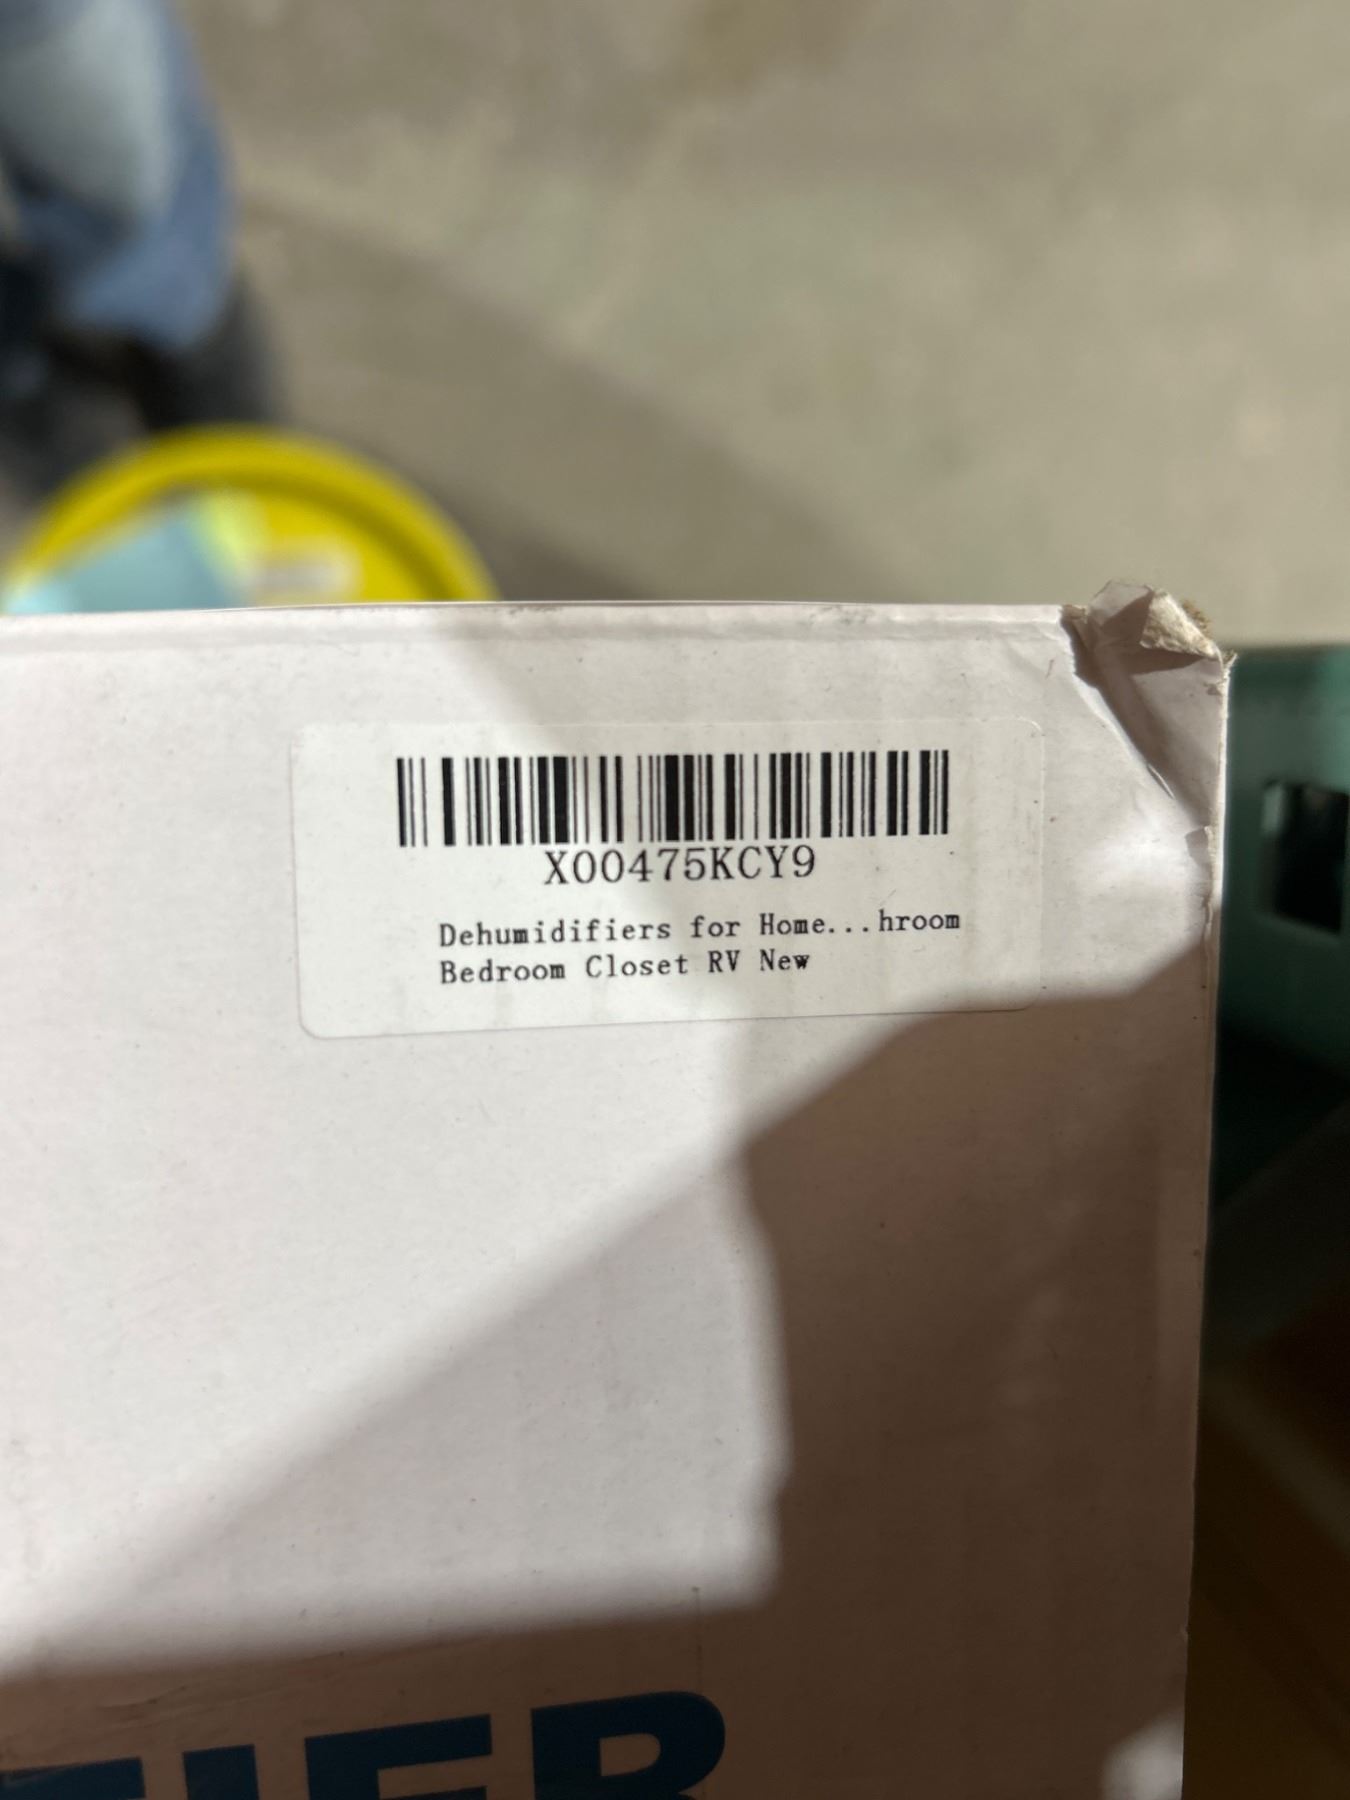 X00475KCY9
Dehumidifiers for Home...hroom
Bedroom Closet RV New